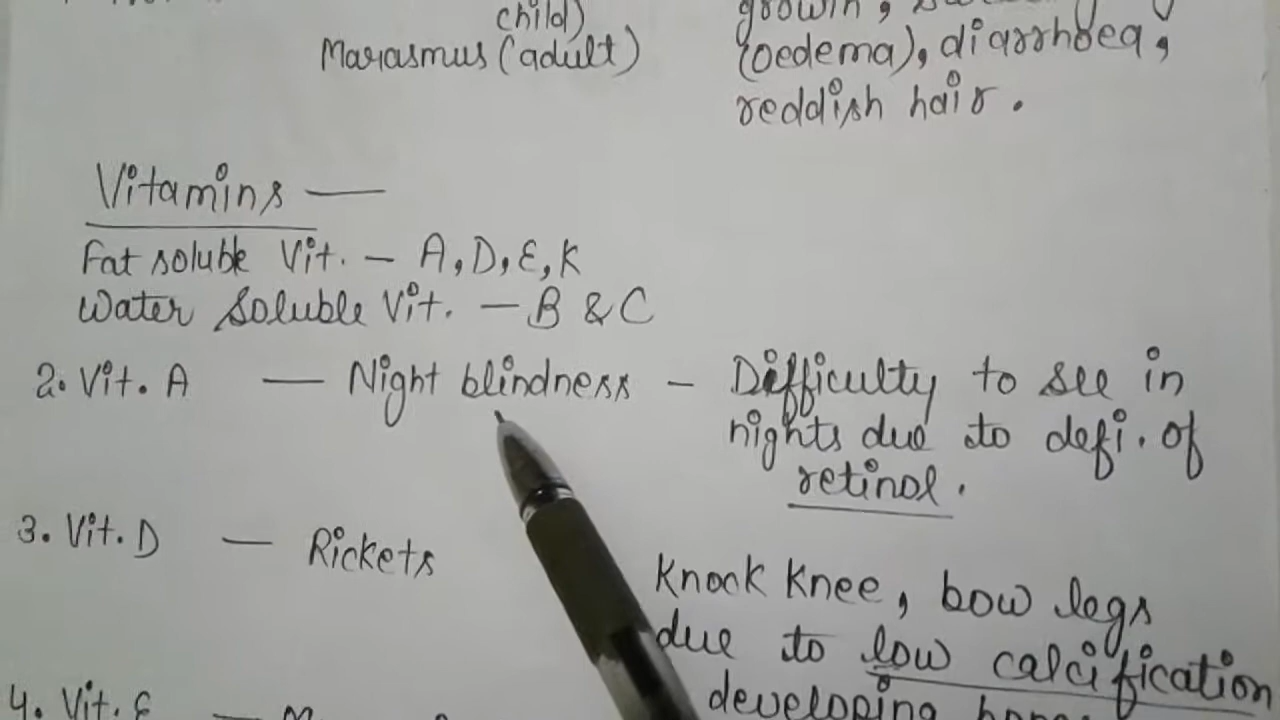 child)
Marasmus (adult)
growth,
(oedema), diarrhoea,
reddish hair.
Vitamins —
Fat soluble Vit. – A, D, E, K
Water Soluble Vit. – B & C
2. Vit. A — Night blindness – Difficulty to see in
nights due to defi. of
retinol.
3. Vit. D — Rickets
Knock Knee, bow legs
due to low calcification
developing bones
4. Vit. E —